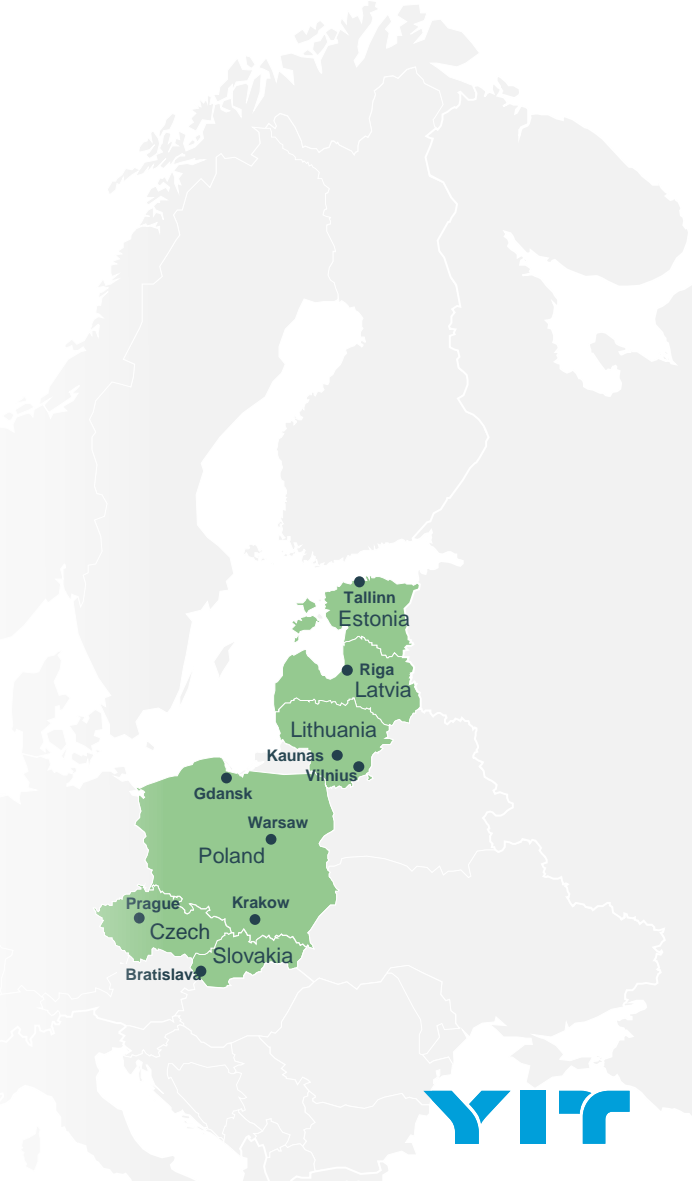 Tallinn
Estonia
Riga
Latvia
Lithuania
Kaunas
Vilnius
Gdansk
Warsaw
Poland
Prague
Krakow
Czech
Slovakia
Bratislava
YIT